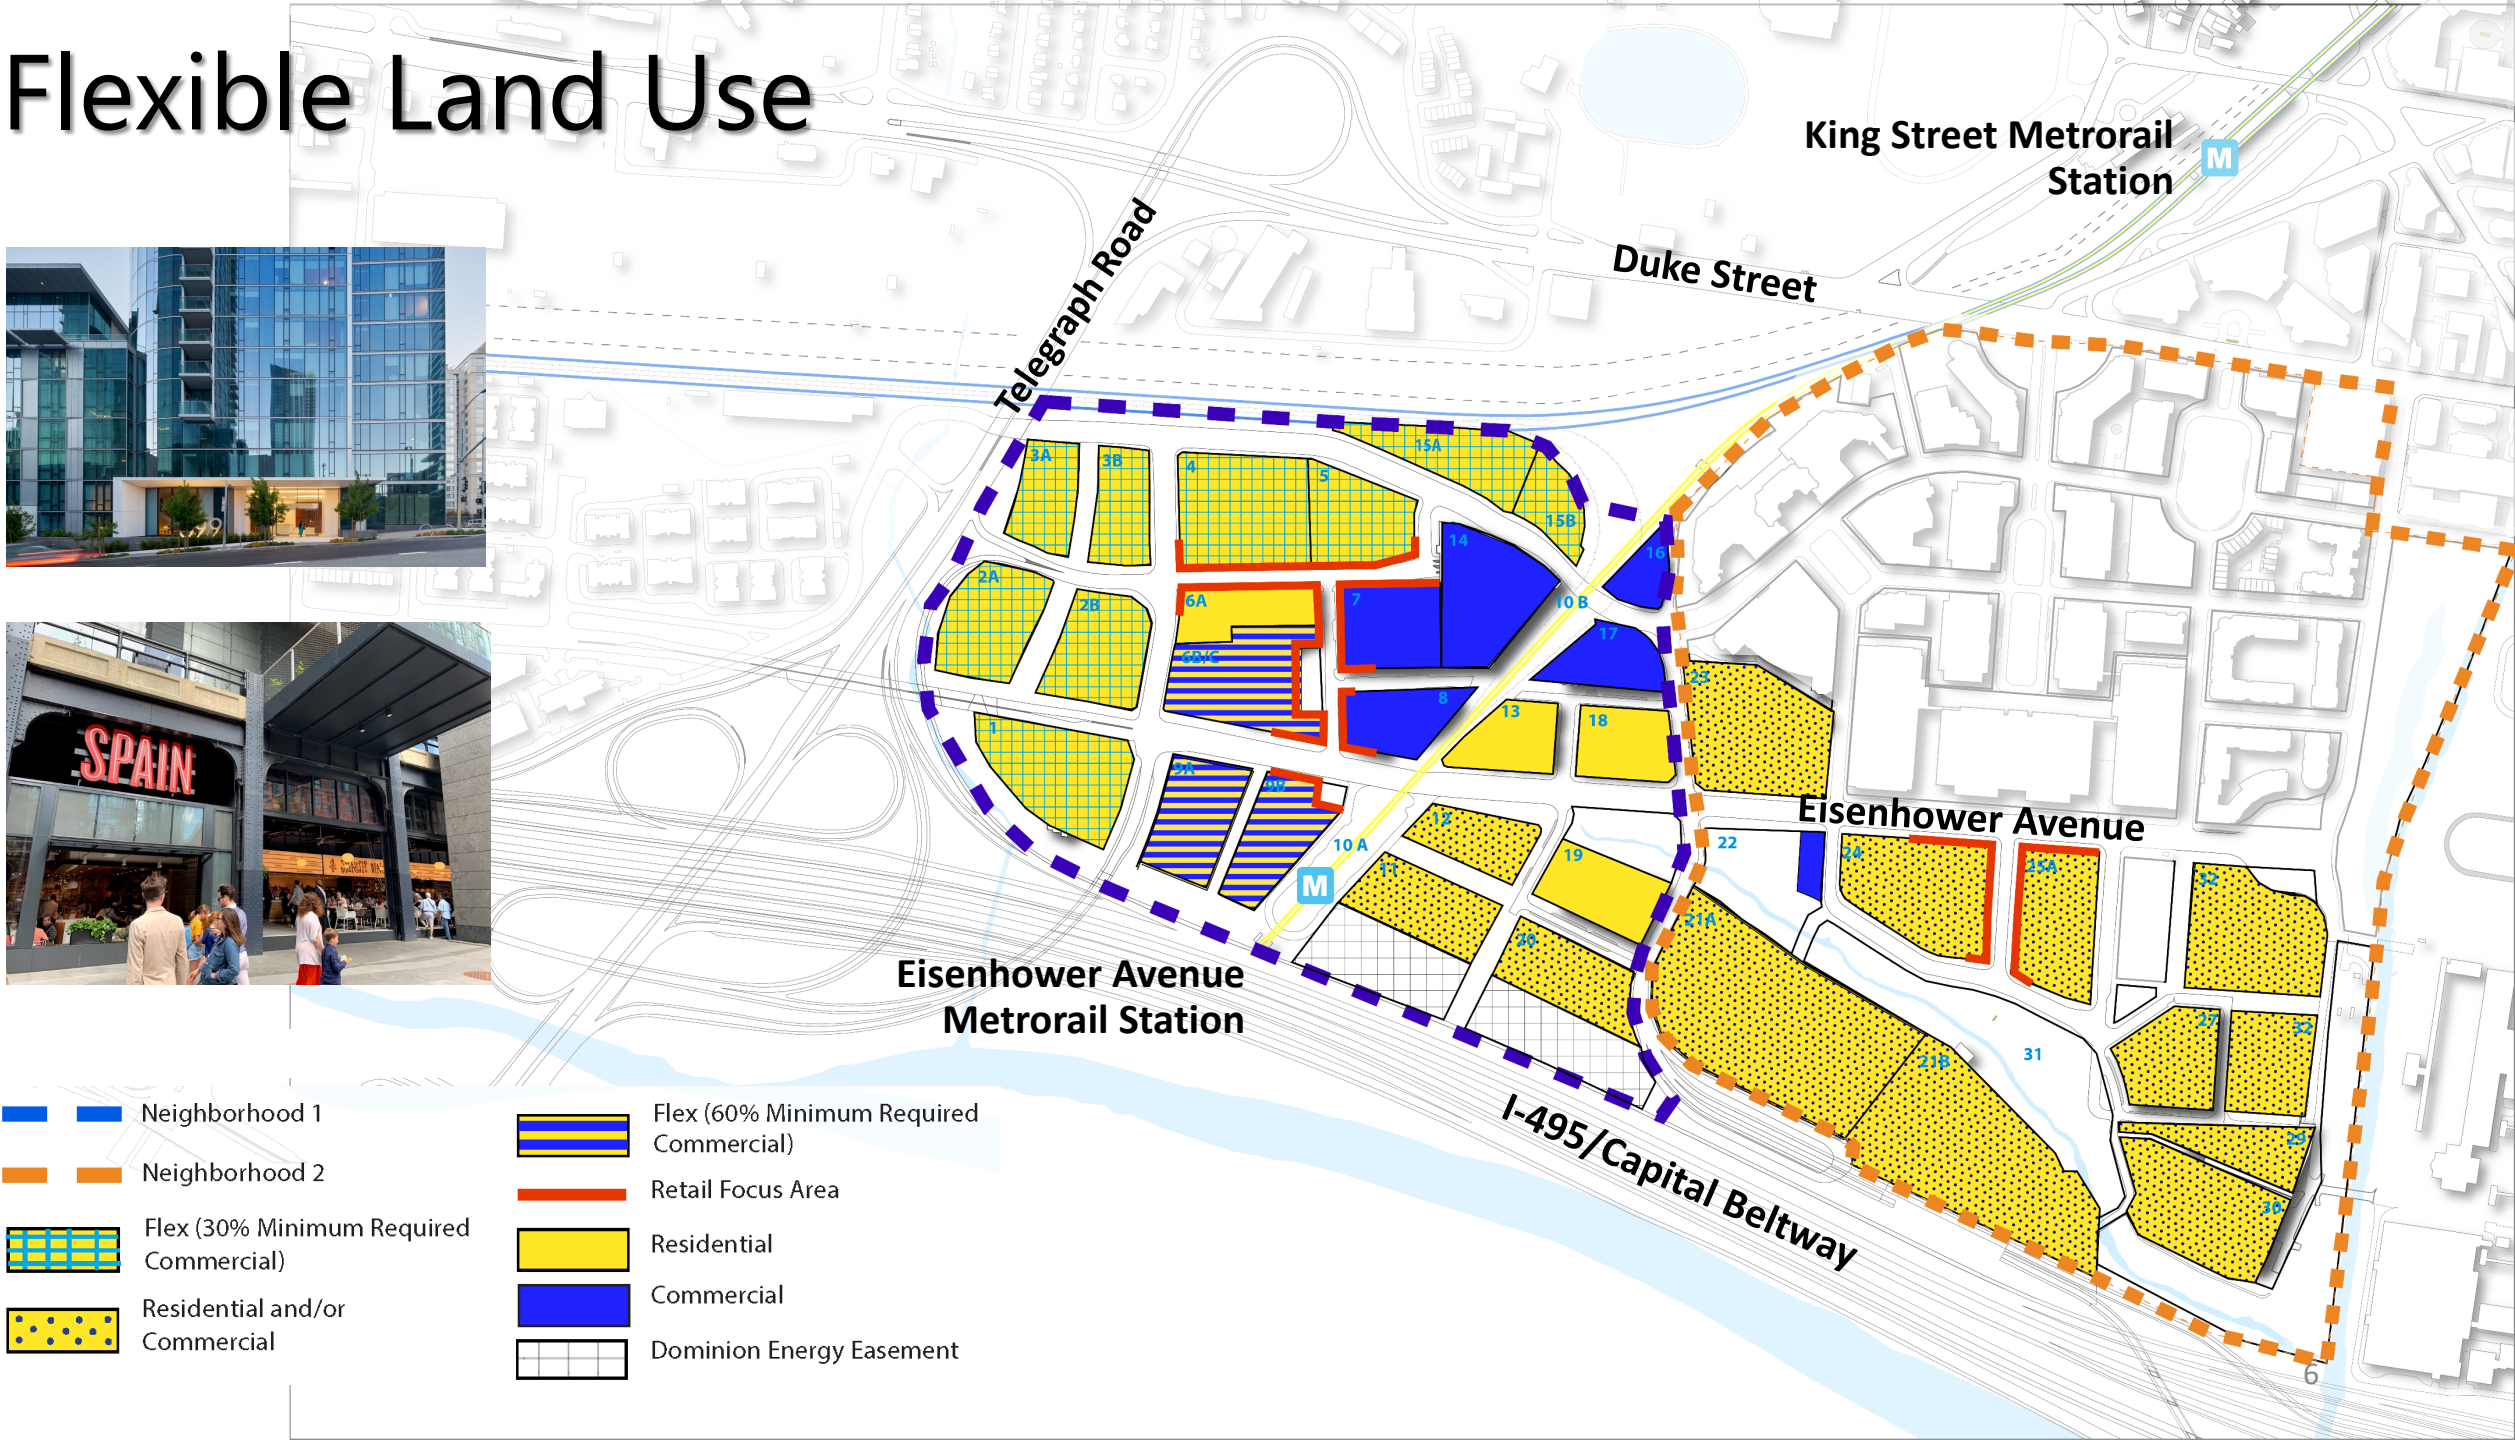 Flexible Land Use
King Street Metrorail
Station
M
Duke Street
Telegraph Road
3A
3B
4
5
15A
15B
14
16
2A
2B
6A
7
10 B
17
6B/C
8
13
18
23
1
9A
9B
12
10 A
11
19
22
24
25A
32
Eisenhower Avenue
M
21A
20
Eisenhower Avenue
Metrorail Station
27
32
31
21B
29
30
I-495/Capital Beltway
SPAIN
Neighborhood 1
Neighborhood 2
Flex (30% Minimum Required
Commercial)
Residential and/or
Commercial
Flex (60% Minimum Required
Commercial)
Retail Focus Area
Residential
Commercial
Dominion Energy Easement
6